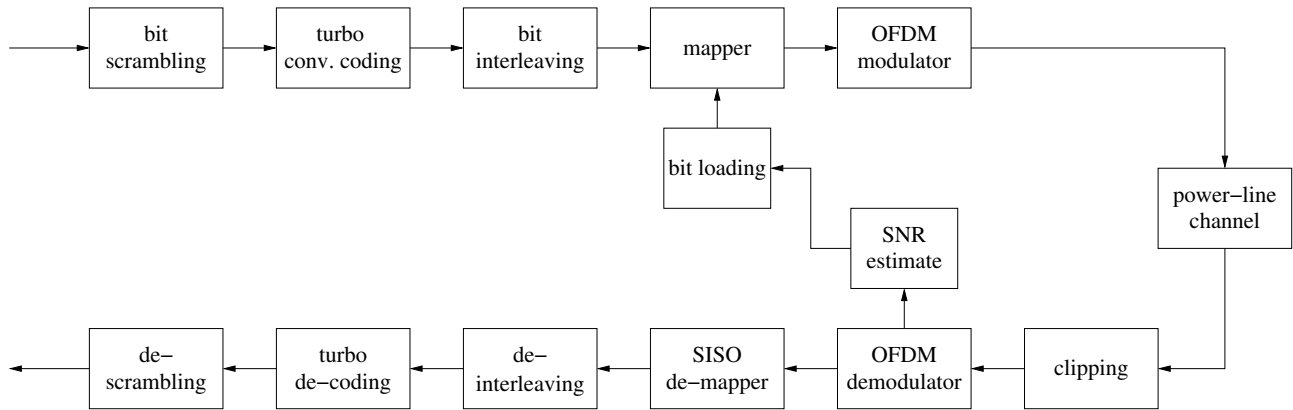 bit
scrambling
turbo
conv. coding
bit
interleaving
mapper
OFDM
modulator
bit loading
power−line
channel
SNR
estimate
de−
scrambling
turbo
de−coding
de−
interleaving
SISO
de−mapper
OFDM
demodulator
clipping